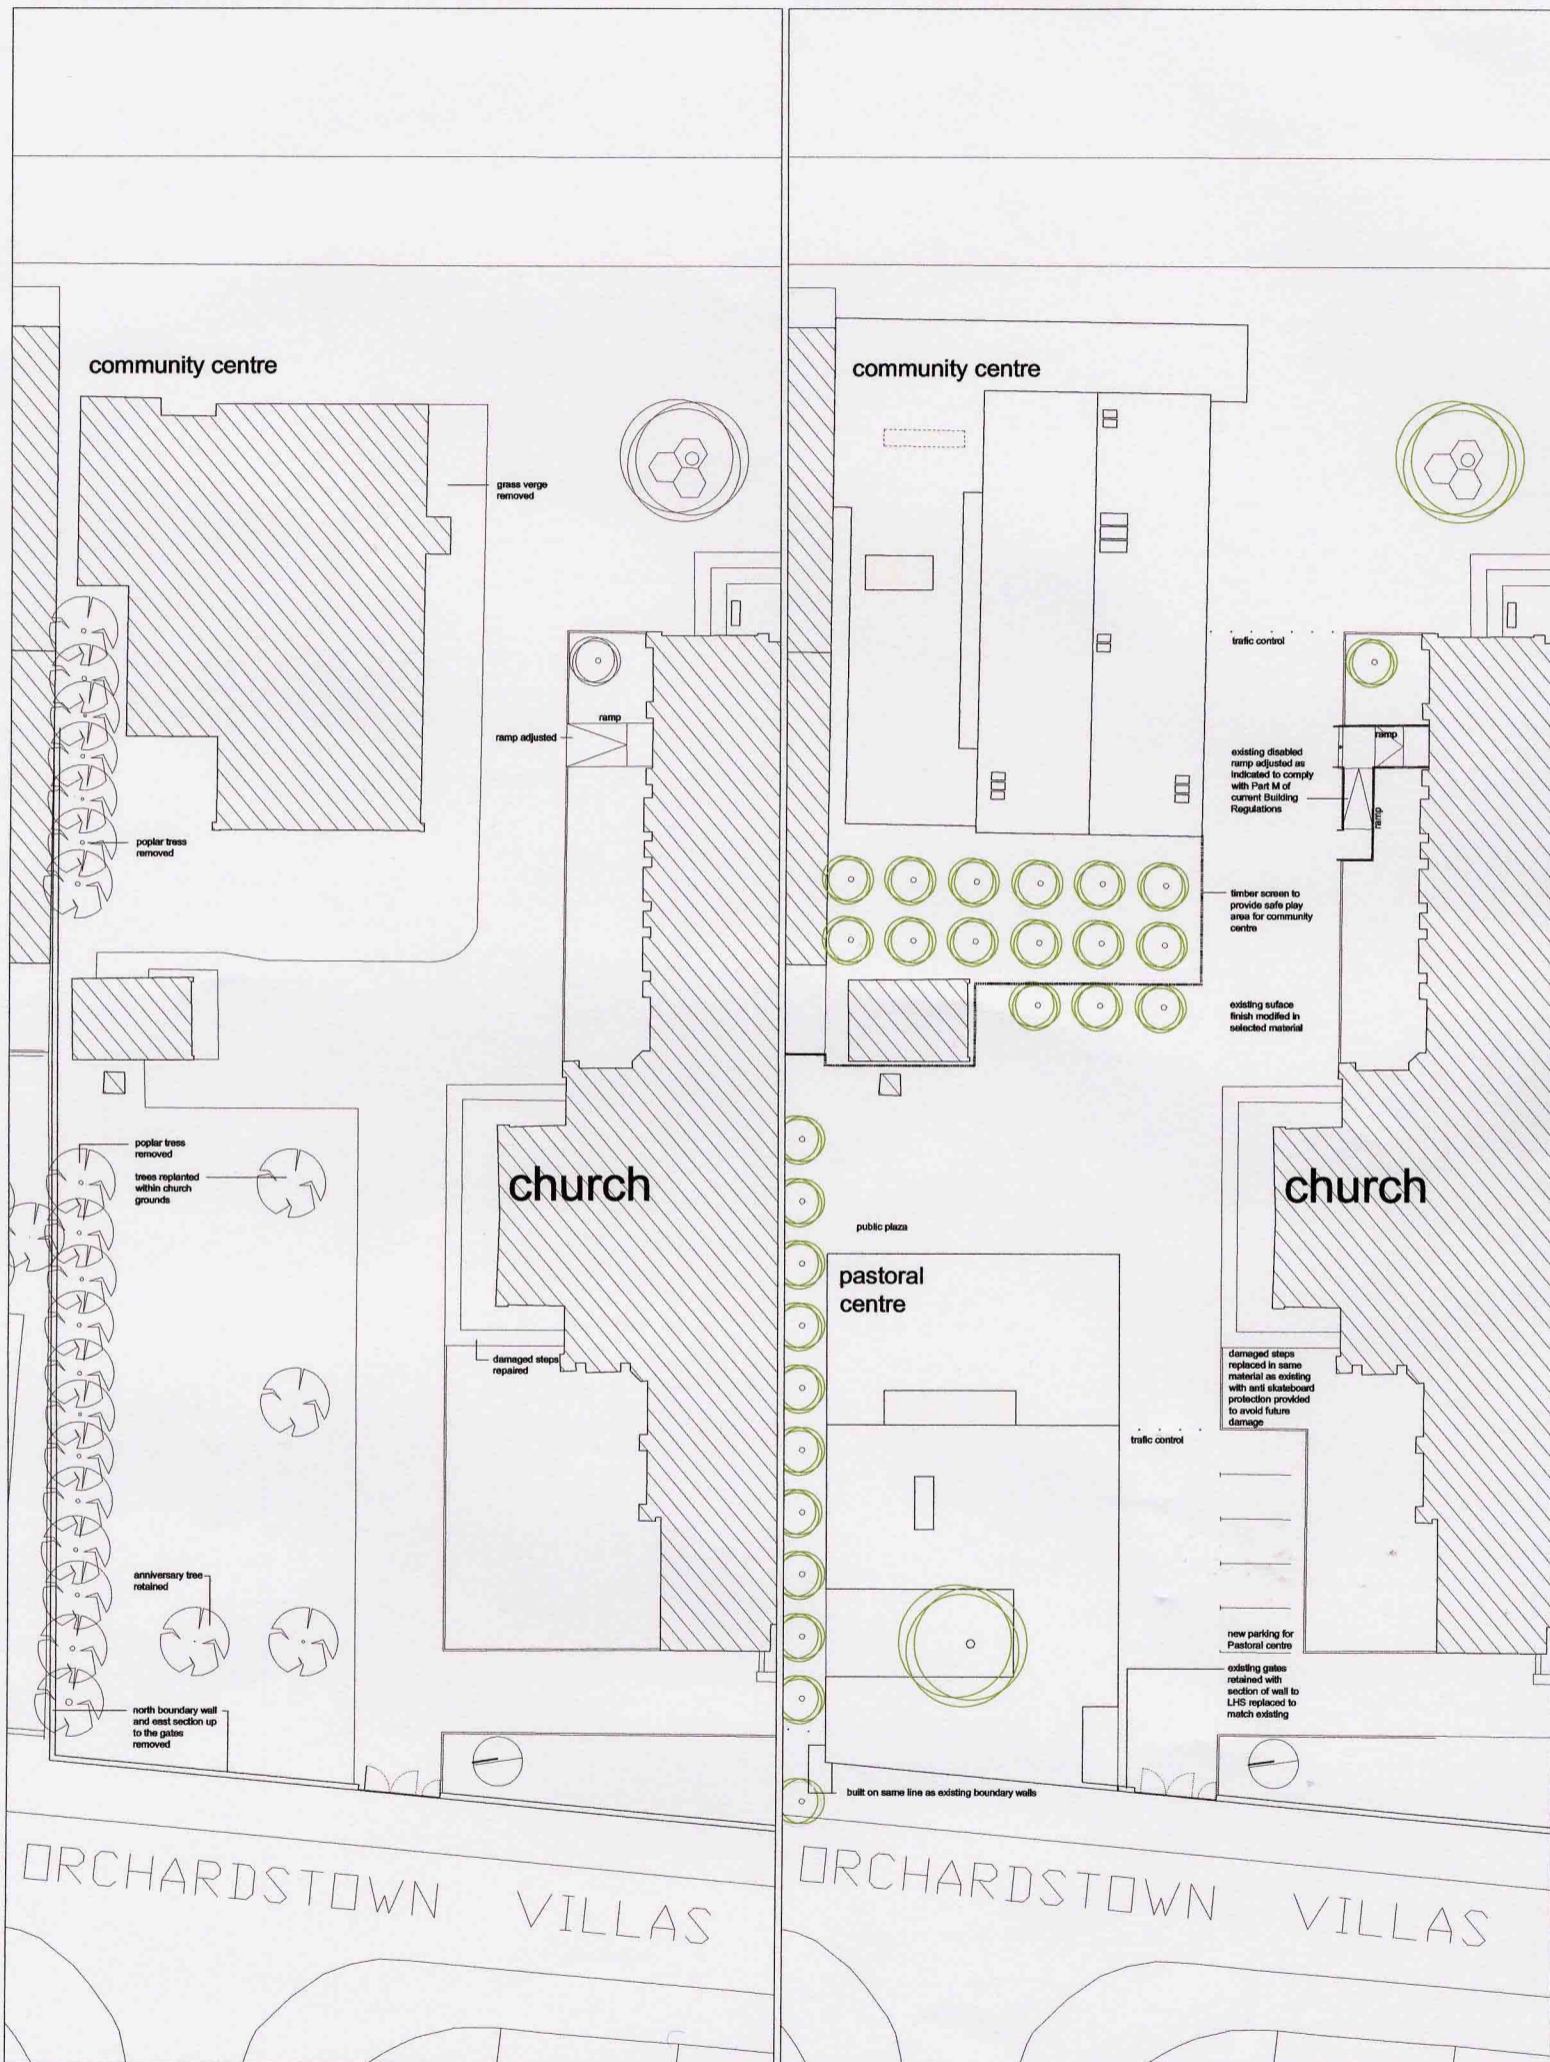 community centre
grass verge
removed
ramp
ramp adjusted
poplar tress
removed
poplar tress
removed
trees replanted
within church
grounds
church
damaged steps
repaired
anniversary tree
retained
north boundary wall
and east section up
to the gates
removed
ORCHARDSTOWN VILLAS
community centre
trafic control
ramp
existing disabled
ramp adjusted as
indicated to comply
with Part M of
current Building
Regulations
ramp
timber screen to
provide safe play
area for community
centre
existing suface
finish modifed in
selected material
church
public plaza
pastoral
centre
damaged steps
replaced in same
material as existing
with anti skateboard
protection provided
to avoid future
damage
trafic control
new parking for
Pastoral centre
existing gates
retained with
section of wall to
LHS replaced to
match existing
built on same line as existing boundary walls
ORCHARDSTOWN VILLAS